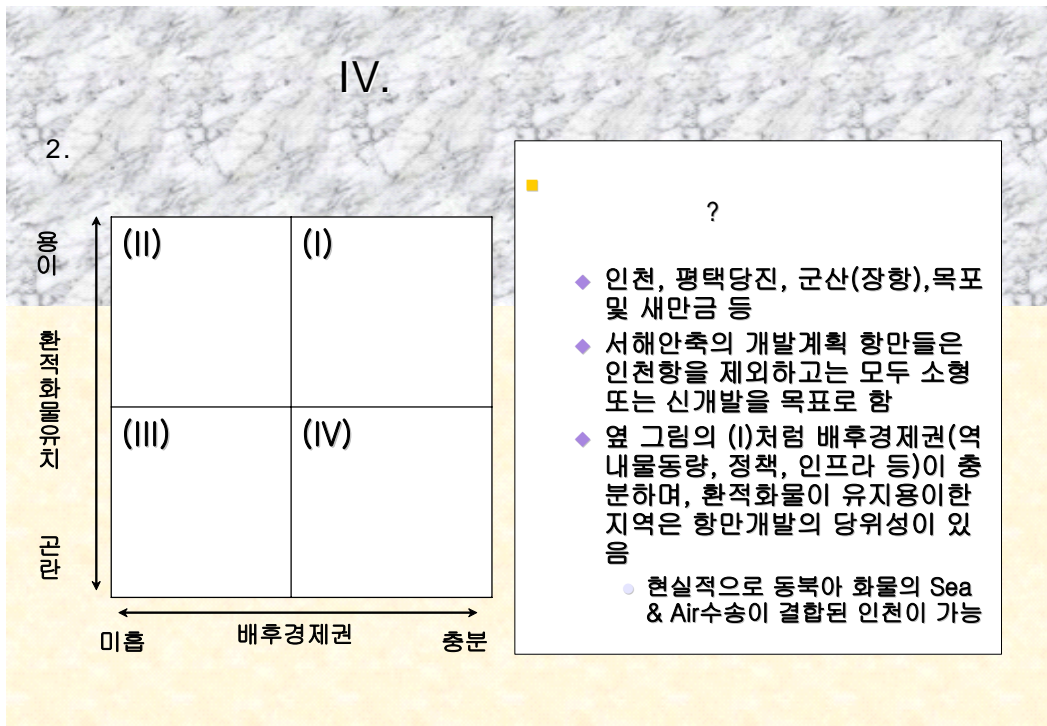 IV.
2.
용이
환적화물유치
곤란
(II)
(I)
(III)
(IV)
미흡
배후경제권
충분
?
인천, 평택당진, 군산(장항),목포
및 새만금 등
서해안축의 개발계획 항만들은
인천항을 제외하고는 모두 소형
또는 신개발을 목표로 함
옆 그림의 (I)처럼 배후경제권(역
내물동량, 정책, 인프라 등)이 충
분하며, 환적화물이 유지용이한
지역은 항만개발의 당위성이 있
음
현실적으로 동북아 화물의 Sea
& Air수송이 결합된 인천이 가능